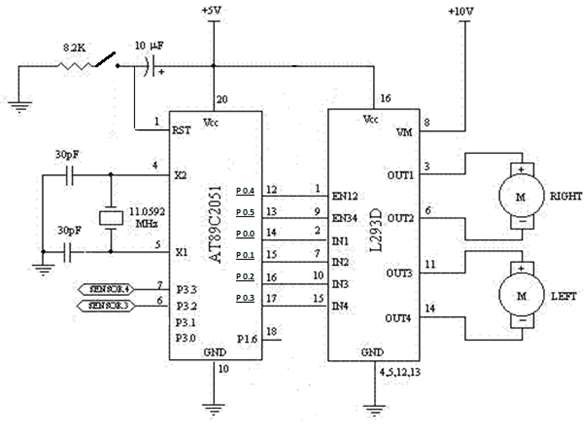 +5V
+10V
8.2K
10 µF
+
20
Vcc
1
RST
16
Vcc
8
VM
30pF
4
X2
3
OUT1
+
M
−
RIGHT
11.0592
MHz
AT89C2051
P0.4
12
1
EN12
P0.5
13
9
EN34
P0.0
14
2
IN1
P0.1
15
7
IN2
P0.2
16
10
IN3
P0.3
17
15
IN4
L293D
6
OUT2
30pF
5
X1
11
OUT3
+
M
−
LEFT
SENSOR4
7
P3.3
SENSOR3
6
P3.2
P3.1
P3.0
14
OUT4
18
P1.6
GND
10
GND
4,5,12,13